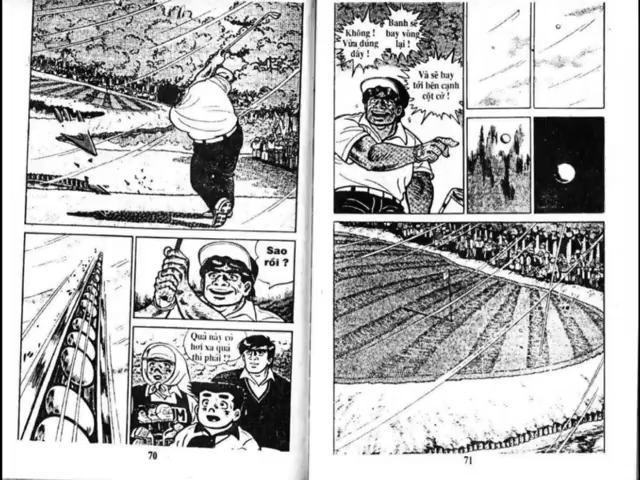 Sao
rồi ?
Quả này có
hơi xa quá
thì phải !?
70
Không !
Vừa đúng
đấy !
Banh sẽ
bay vòng
lại !
Và sẽ bay
tới bên cạnh
cột cờ !
71